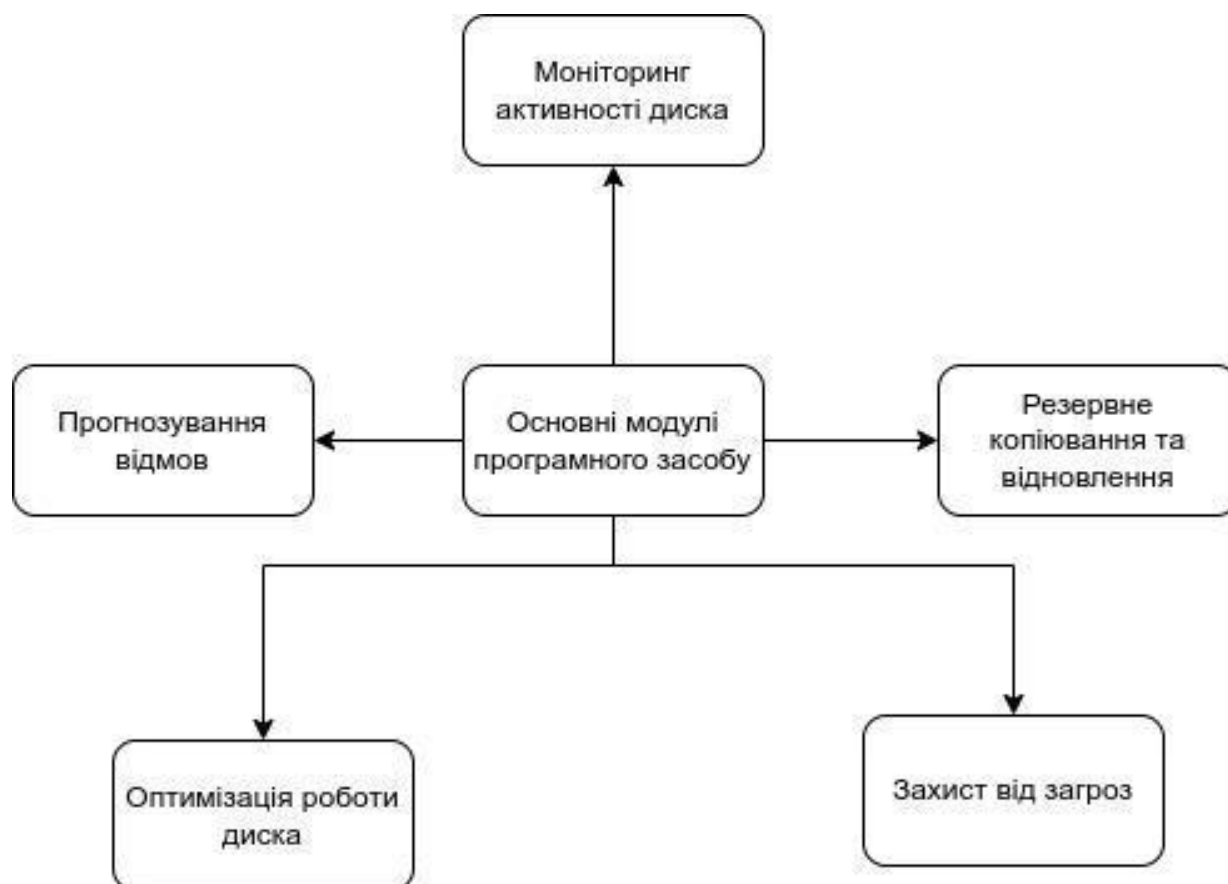 Моніторинг
активності диска
Прогнозування
відмов
Основні модулі
програмного засобу
Резервне
копіювання та
відновлення
Оптимізація роботи
диска
Захист від загроз